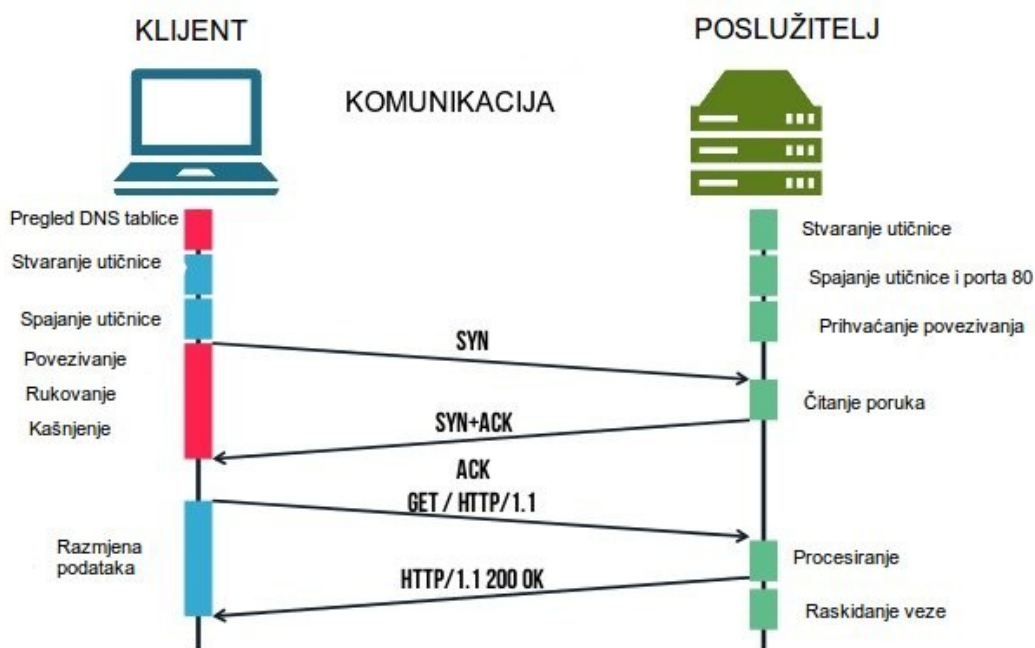 KLIJENT
POSLUŽITELJ
KOMUNIKACIJA
Pregled DNS tablice
Stvaranje utičnice
Stvaranje utičnice
Spajanje utičnice i porta 80
Spajanje utičnice
Prihvaćanje povezivanja
SYN
Povezivanje
Rukovanje
Čitanje poruka
Kašnjenje
SYN+ACK
ACK
GET / HTTP/1.1
Razmjena
podataka
Procesiranje
HTTP/1.1 200 OK
Raskidanje veze